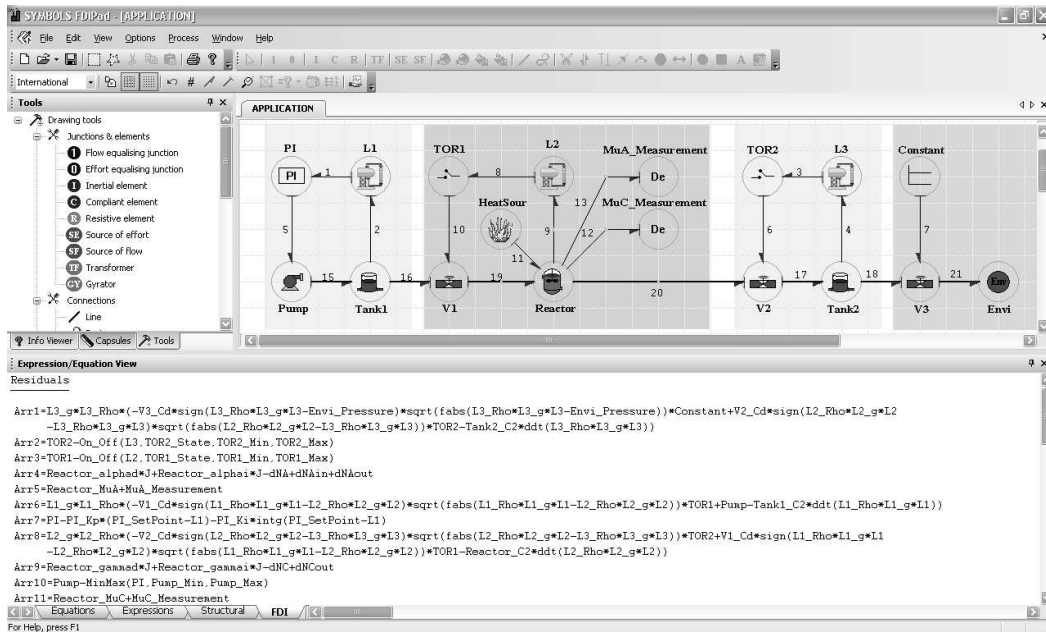 SYMBOLS FDIPad - [APPLICATION]
File Edit View Options Process Window Help
1 0 I C R TF SE SF A
International
Tools
Drawing tools
Junctions & elements
1 Flow equalising junction
0 Effort equalising junction
I Inertial element
C Compliant element
R Resistive element
SE Source of effort
SF Source of flow
TF Transformer
GY Gyrator
Connections
Line
Info Viewer Capsules Tools
APPLICATION
PI L1 TOR1 L2 MuA_Measurement TOR2 L3 Constant
PI 1 8 De 3
HeatSour 13 MuC_Measurement
5 2 10 9 12 De 6 4 7
11
15 16 19 20 17 18 21 Env
Pump Tank1 V1 Reactor V2 Tank2 V3 Envi
Expression/Equation View
Residuals
Arr1=L3_g*L3_Rho*(-V3_Cd*sign(L3_Rho*L3_g*L3-Envi_Pressure)*sqrt(fabs(L3_Rho*L3_g*L3-Envi_Pressure))*Constant+V2_Cd*sign(L2_Rho*L2_g*L2
-L3_Rho*L3_g*L3)*sqrt(fabs(L2_Rho*L2_g*L2-L3_Rho*L3_g*L3))*TOR2-Tank2_C2*ddt(L3_Rho*L3_g*L3))
Arr2=TOR2-On_Off(L3,TOR2_State,TOR2_Min,TOR2_Max)
Arr3=TOR1-On_Off(L2,TOR1_State,TOR1_Min,TOR1_Max)
Arr4=Reactor_alphad*J+Reactor_alphai*J-dNA+dNAin+dNAout
Arr5=Reactor_MuA+MuA_Measurement
Arr6=L1_g*L1_Rho*(-V1_Cd*sign(L1_Rho*L1_g*L1-L2_Rho*L2_g*L2)*sqrt(fabs(L1_Rho*L1_g*L1-L2_Rho*L2_g*L2))*TOR1+Pump-Tank1_C2*ddt(L1_Rho*L1_g*L1))
Arr7=PI-PI_Kp*(PI_SetPoint-L1)-PI_Ki*intg(PI_SetPoint-L1)
Arr8=L2_g*L2_Rho*(-V2_Cd*sign(L2_Rho*L2_g*L2-L3_Rho*L3_g*L3)*sqrt(fabs(L2_Rho*L2_g*L2-L3_Rho*L3_g*L3))*TOR2+V1_Cd*sign(L1_Rho*L1_g*L1
-L2_Rho*L2_g*L2)*sqrt(fabs(L1_Rho*L1_g*L1-L2_Rho*L2_g*L2))*TOR1-Reactor_C2*ddt(L2_Rho*L2_g*L2))
Arr9=Reactor_gammad*J+Reactor_gammai*J-dNC+dNCout
Arr10=Pump-MinMax(PI,Pump_Min,Pump_Max)
Arr11=Reactor_MuC+MuC_Measurement
Equations Expressions Structural FDI
For Help, press F1